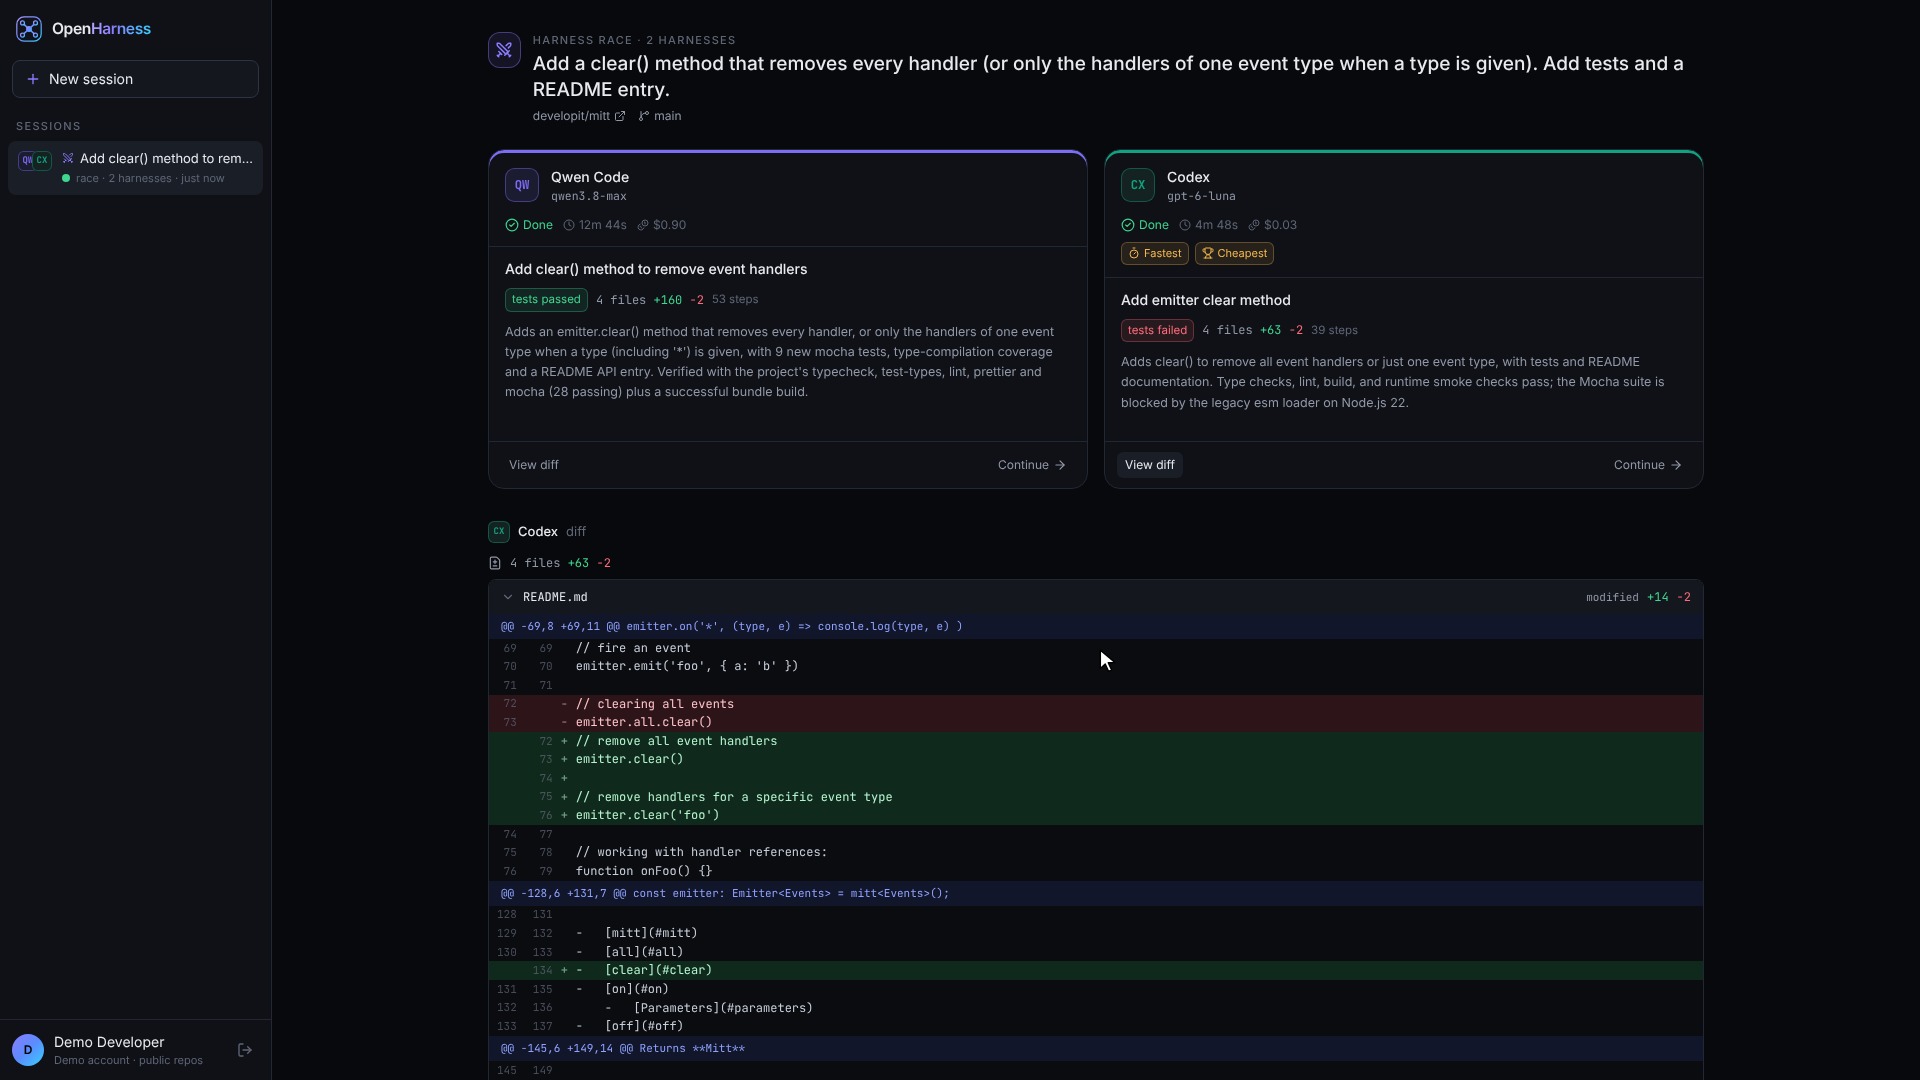 OpenHarness
New session
SESSIONS
QW CX Add clear() method to rem...
race · 2 harnesses · just now
HARNESS RACE · 2 HARNESSES
Add a clear() method that removes every handler (or only the handlers of one event type when a type is given). Add tests and a
README entry.
developit/mitt main
QW
Qwen Code
qwen3.8-max
Done 12m 44s $0.90
Add clear() method to remove event handlers
tests passed 4 files +160 -2 53 steps
Adds an emitter.clear() method that removes every handler, or only the handlers of one event
type when a type (including '*') is given, with 9 new mocha tests, type-compilation coverage
and a README API entry. Verified with the project's typecheck, test-types, lint, prettier and
mocha (28 passing) plus a successful bundle build.
View diff Continue
CX
Codex
gpt-6-luna
Done 4m 48s $0.03
Fastest Cheapest
Add emitter clear method
tests failed 4 files +63 -2 39 steps
Adds clear() to remove all event handlers or just one event type, with tests and README
documentation. Type checks, lint, build, and runtime smoke checks pass; the Mocha suite is
blocked by the legacy esm loader on Node.js 22.
View diff Continue
CX Codex diff
4 files +63 -2
README.md modified +14 -2
@@ -69,8 +69,11 @@ emitter.on('*', (type, e) => console.log(type, e) )
69 69 // fire an event
70 70 emitter.emit('foo', { a: 'b' })
71 71
72 - // clearing all events
73 - emitter.all.clear()
72 + // remove all event handlers
73 + emitter.clear()
74 +
75 + // remove handlers for a specific event type
76 + emitter.clear('foo')
74 77
75 78 // working with handler references:
76 79 function onFoo() {}
@@ -128,6 +131,7 @@ const emitter: Emitter<Events> = mitt<Events>();
128 131
129 132 - [mitt](#mitt)
130 133 - [all](#all)
134 + - [clear](#clear)
131 135 - [on](#on)
132 136 - [Parameters](#parameters)
133 137 - [off](#off)
@@ -145,6 +149,14 @@ Returns **Mitt**
145 149
D
Demo Developer
Demo account · public repos